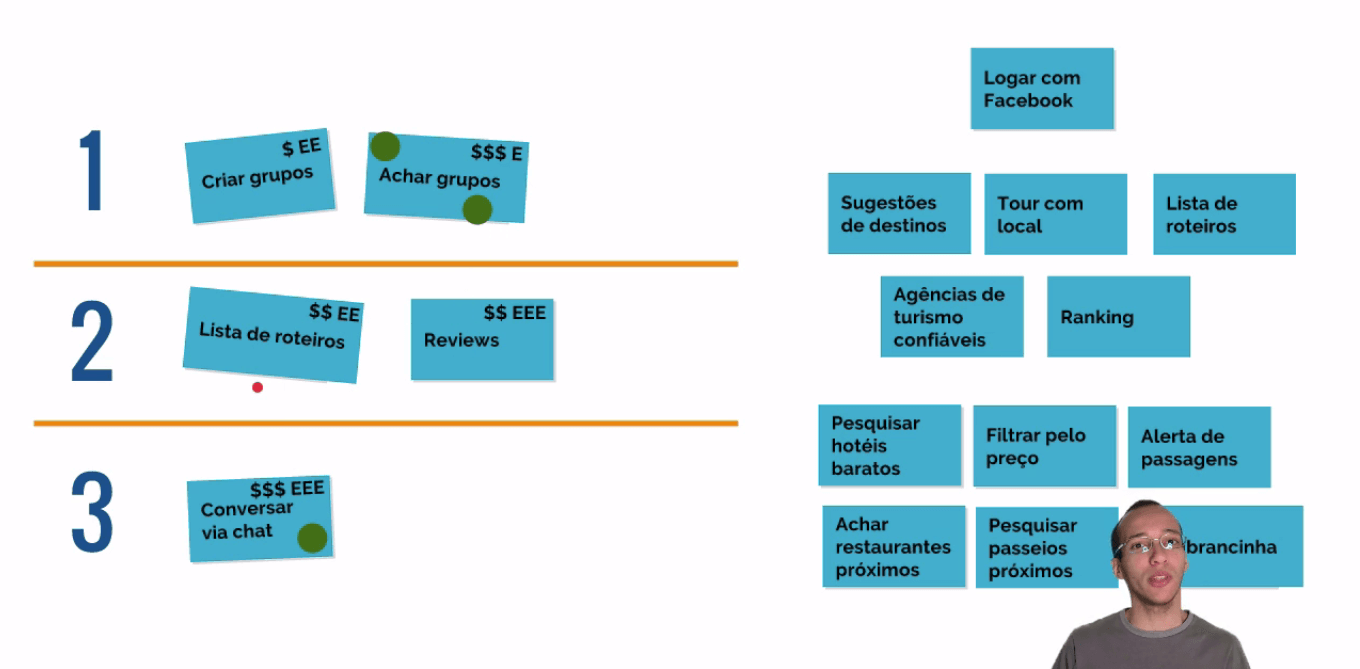 1
$ EE
Criar grupos
$$$ E
Achar grupos
2
$$ EE
Lista de roteiros
$$ EEE
Reviews
3
$$$ EEE
Conversar
via chat
Logar com
Facebook
Sugestões
de destinos
Tour com
local
Lista de
roteiros
Agências de
turismo
confiáveis
Ranking
Pesquisar
hotéis
baratos
Filtrar pelo
preço
Alerta de
passagens
Achar
restaurantes
próximos
Pesquisar
passeios
próximos